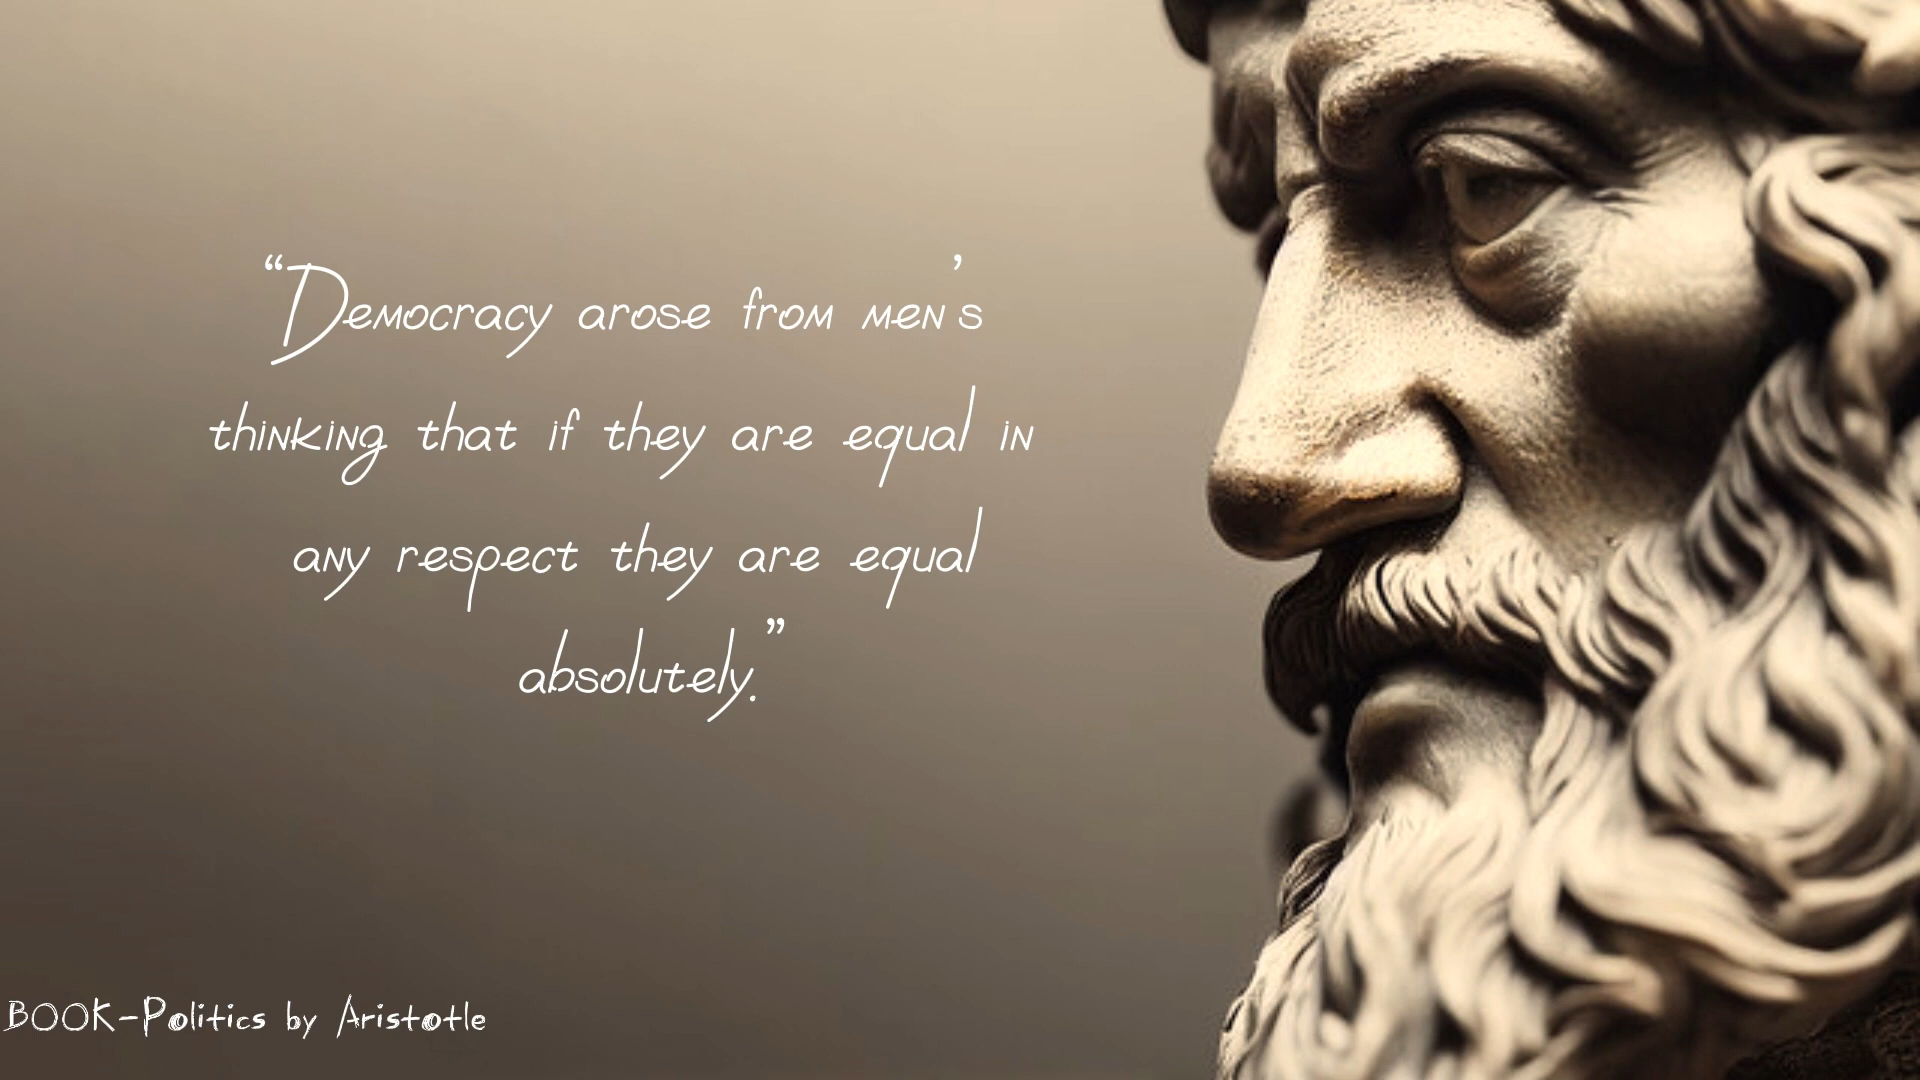 “Democracy arose from men’s
thinking that if they are equal in
any respect they are equal
absolutely.”
BOOK-Politics by Aristotle